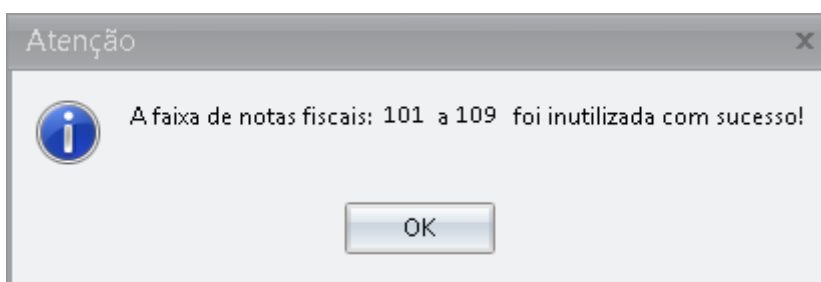 Atenção
A faixa de notas fiscais: 101 a 109 foi inutilizada com sucesso!
OK